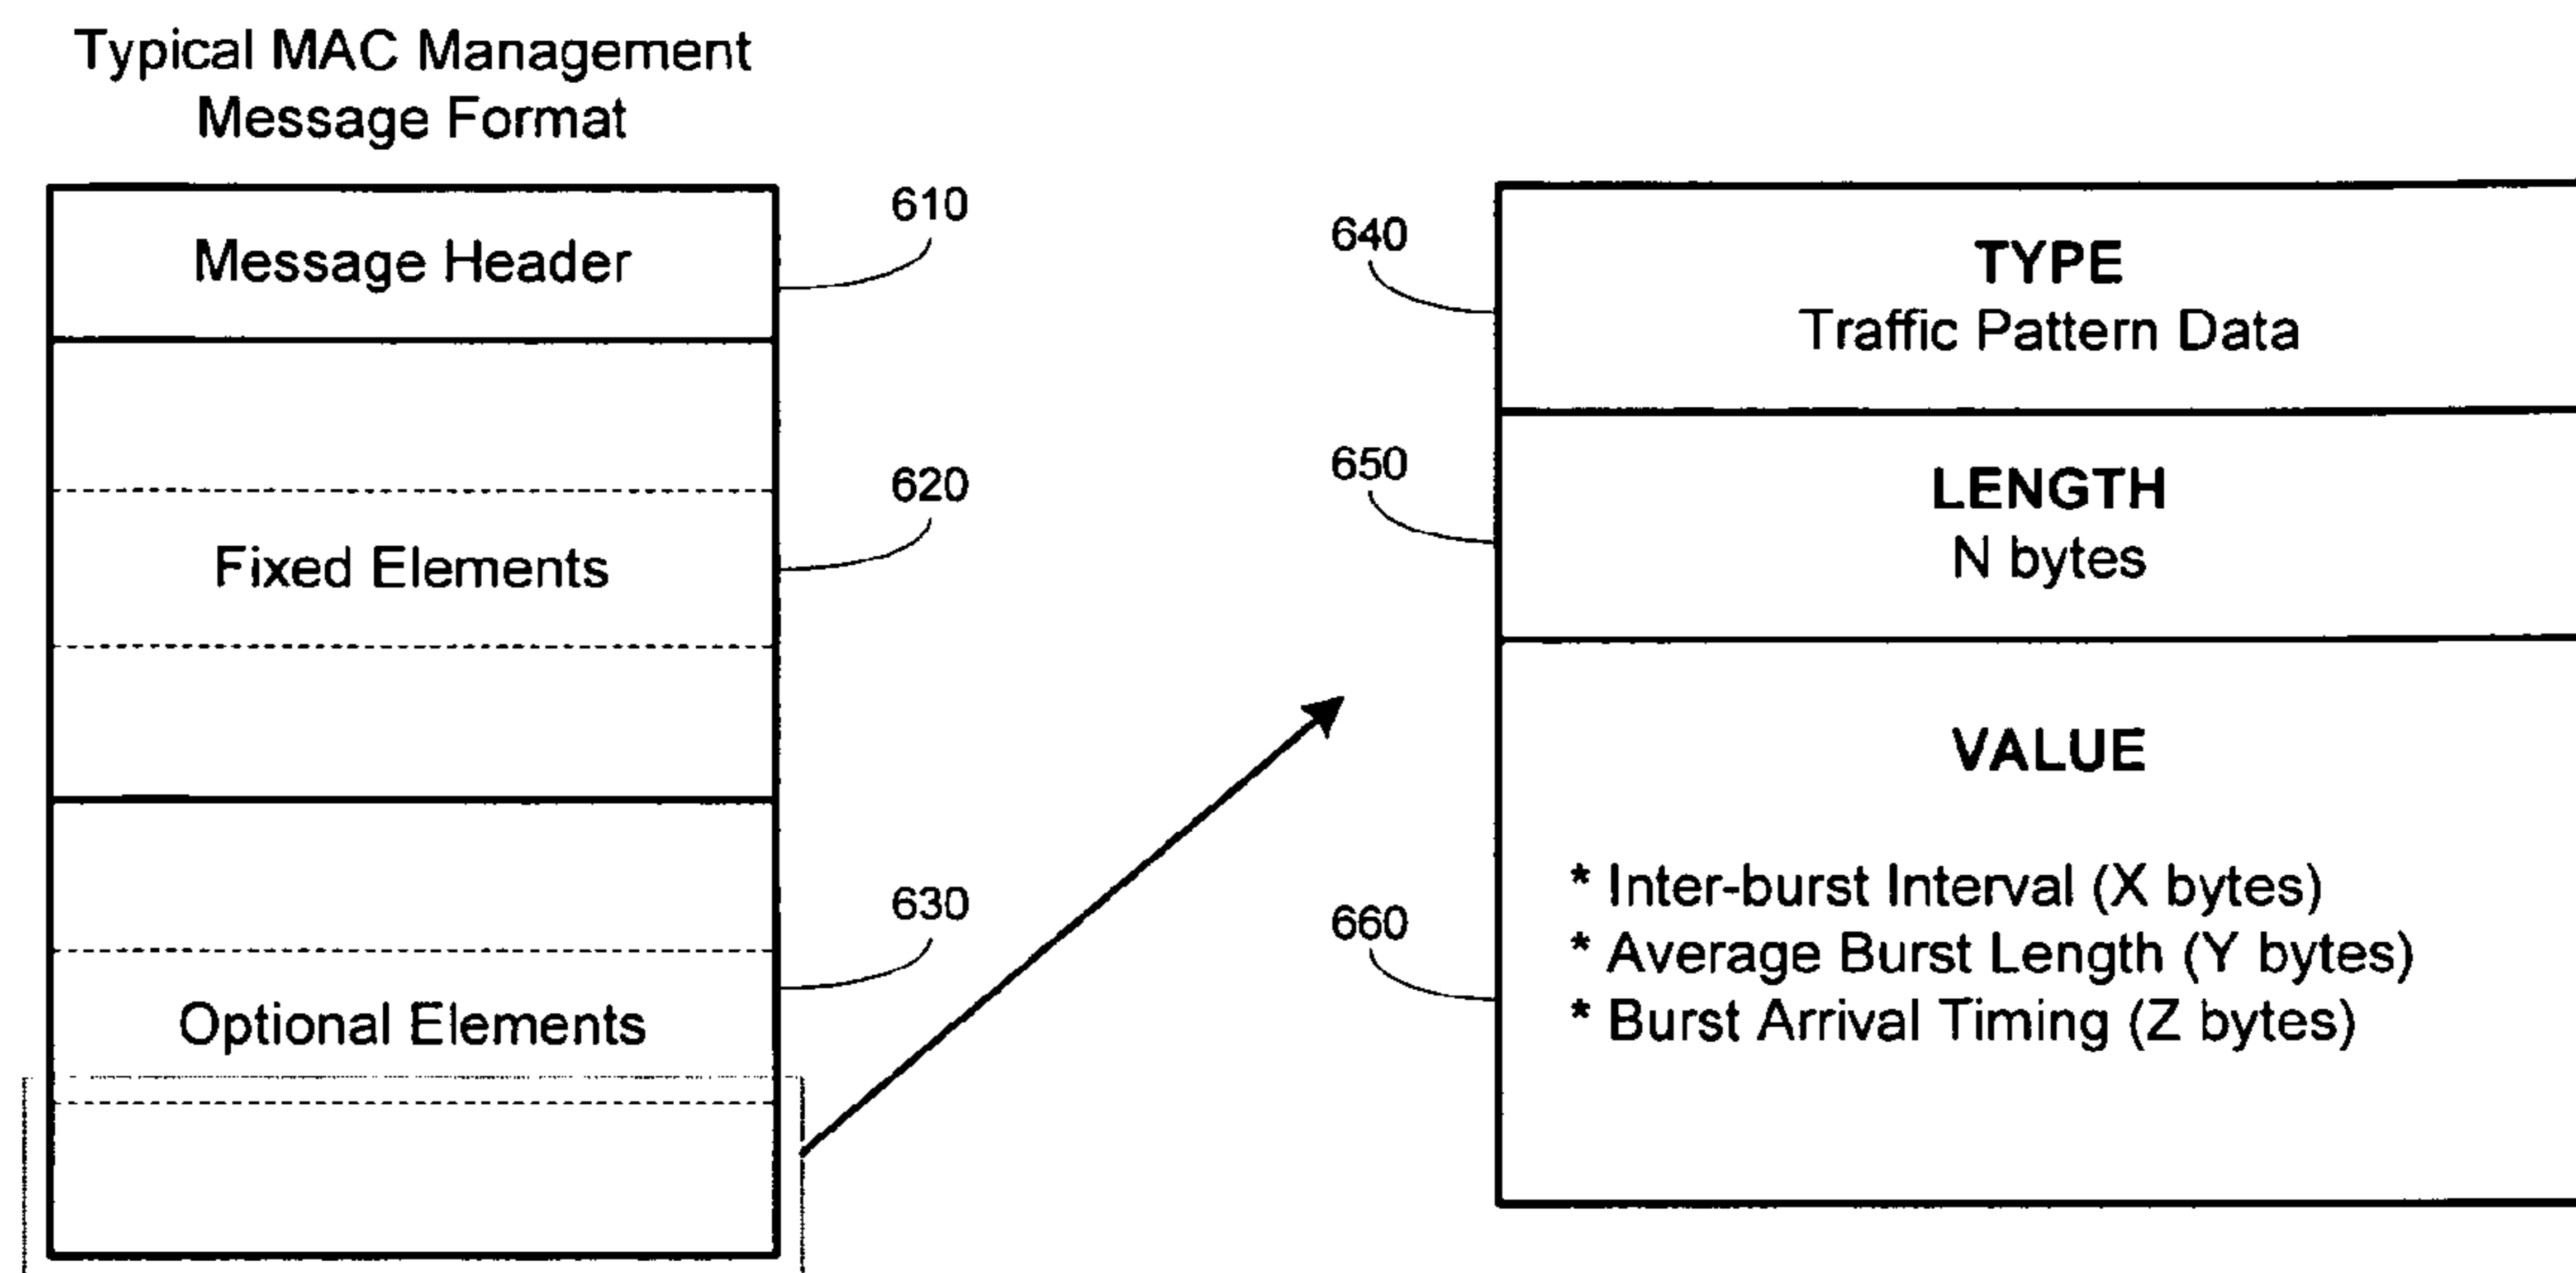 Typical MAC Management
Message Format
Message Header
610
Fixed Elements
620
Optional Elements
630
640
TYPE
Traffic Pattern Data
650
LENGTH
N bytes
660
VALUE
* Inter-burst Interval (X bytes)
* Average Burst Length (Y bytes)
* Burst Arrival Timing (Z bytes)